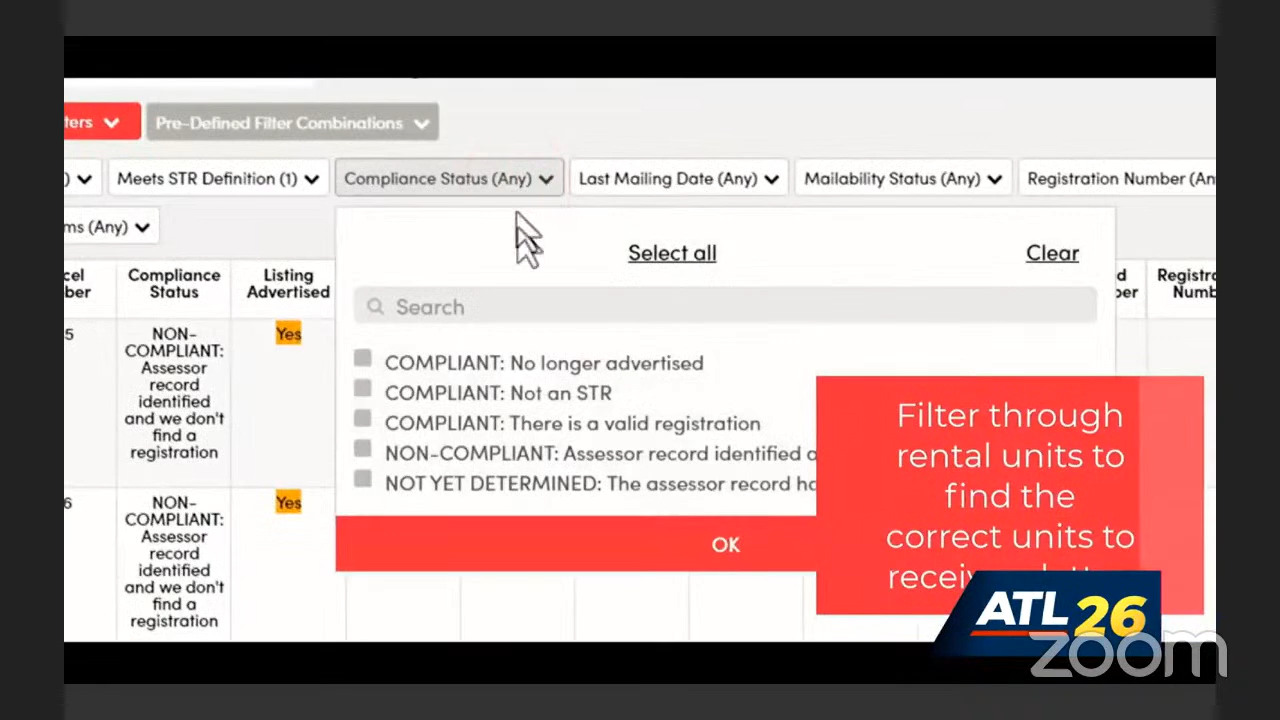 ters
Pre-Defined Filter Combinations
)
Meets STR Definition (1)
Compliance Status (Any)
Last Mailing Date (Any)
Mailability Status (Any)
Registration Number (An
ms (Any)
Select all
Clear
Search
COMPLIANT: No longer advertised
COMPLIANT: Not an STR
COMPLIANT: There is a valid registration
NON-COMPLIANT: Assessor record identified
NOT YET DETERMINED: The assessor record
OK
cel
ber
Compliance
Status
Listing
Advertised
d
er
Registr
Numb
5
NON-
COMPLIANT:
Assessor
record
identified
and we don't
find a
registration
Yes
6
NON-
COMPLIANT:
Assessor
record
identified
and we don't
find a
registration
Yes
Filter through
rental units to
find the
correct units to
ATL 26
zoom